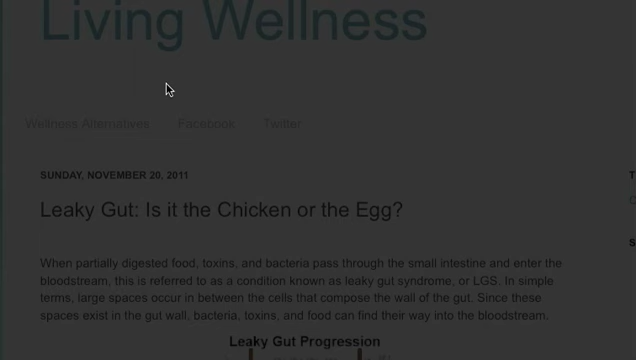 Living Wellness
Wellness Alternatives Facebook Twitter
SUNDAY, NOVEMBER 20, 2011
Leaky Gut: Is it the Chicken or the Egg?
When partially digested food, toxins, and bacteria pass through the small intestine and enter the
bloodstream, this is referred to as a condition known as leaky gut syndrome, or LGS. In simple
terms, large spaces occur in between the cells that compose the wall of the gut. Since these
spaces exist in the gut wall, bacteria, toxins, and food can find their way into the bloodstream.
Leaky Gut Progression